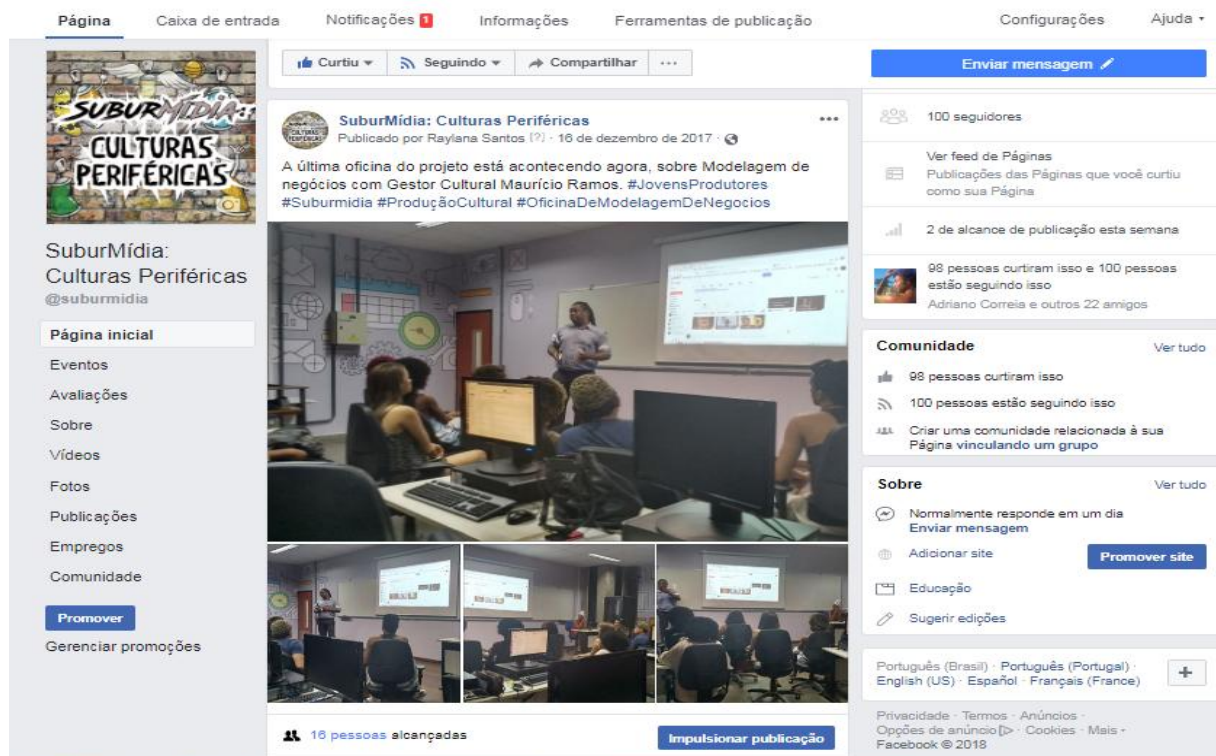 Página Caixa de entrada Notificações 1 Informações Ferramentas de publicação Configurações Ajuda
SUBURMÍDIA:
CULTURAS
PERIFÉRICAS
SuburMídia:
Culturas Periféricas
@suburmidia
Página inicial
Eventos
Avaliações
Sobre
Vídeos
Fotos
Publicações
Empregos
Comunidade
Promover
Gerenciar promoções
Curtiu Seguindo Compartilhar ...
SuburMídia: Culturas Periféricas
Publicado por Raylana Santos [?] · 16 de dezembro de 2017 ·
A última oficina do projeto está acontecendo agora, sobre Modelagem de
negócios com Gestor Cultural Maurício Ramos. #JovensProdutores
#Suburmidia #ProduçãoCultural #OficinaDeModelagemDeNegocios
16 pessoas alcançadas
Impulsionar publicação
Enviar mensagem
100 seguidores
Ver feed de Páginas
Publicações das Páginas que você curtiu
como sua Página
2 de alcance de publicação esta semana
98 pessoas curtiram isso e 100 pessoas
estão seguindo isso
Adriano Correia e outros 22 amigos
Comunidade Ver tudo
98 pessoas curtiram isso
100 pessoas estão seguindo isso
Criar uma comunidade relacionada à sua
Página vinculando um grupo
Sobre Ver tudo
Normalmente responde em um dia
Enviar mensagem
Adicionar site Promover site
Educação
Sugerir edições
Português (Brasil) · Português (Portugal) ·
English (US) · Español · Français (France)
+
Privacidade · Termos · Anúncios ·
Opções de anúncio · Cookies · Mais
Facebook © 2018